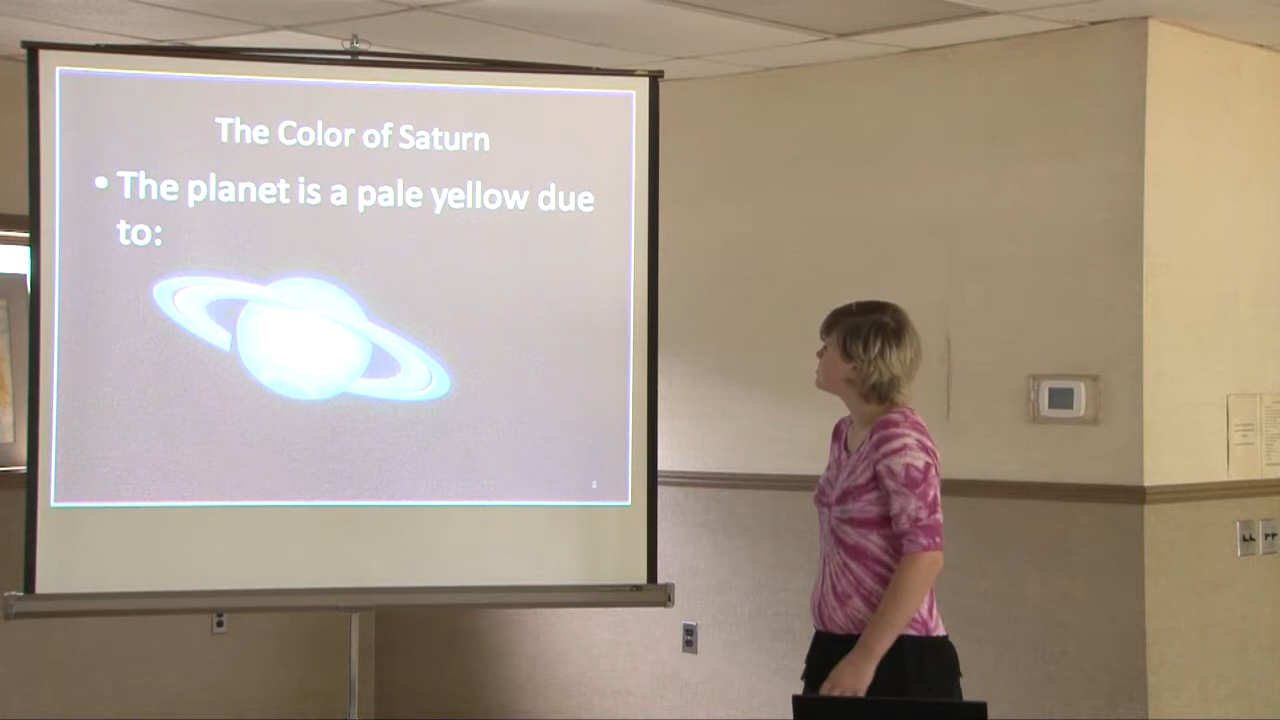 The Color of Saturn
• The planet is a pale yellow due
to: